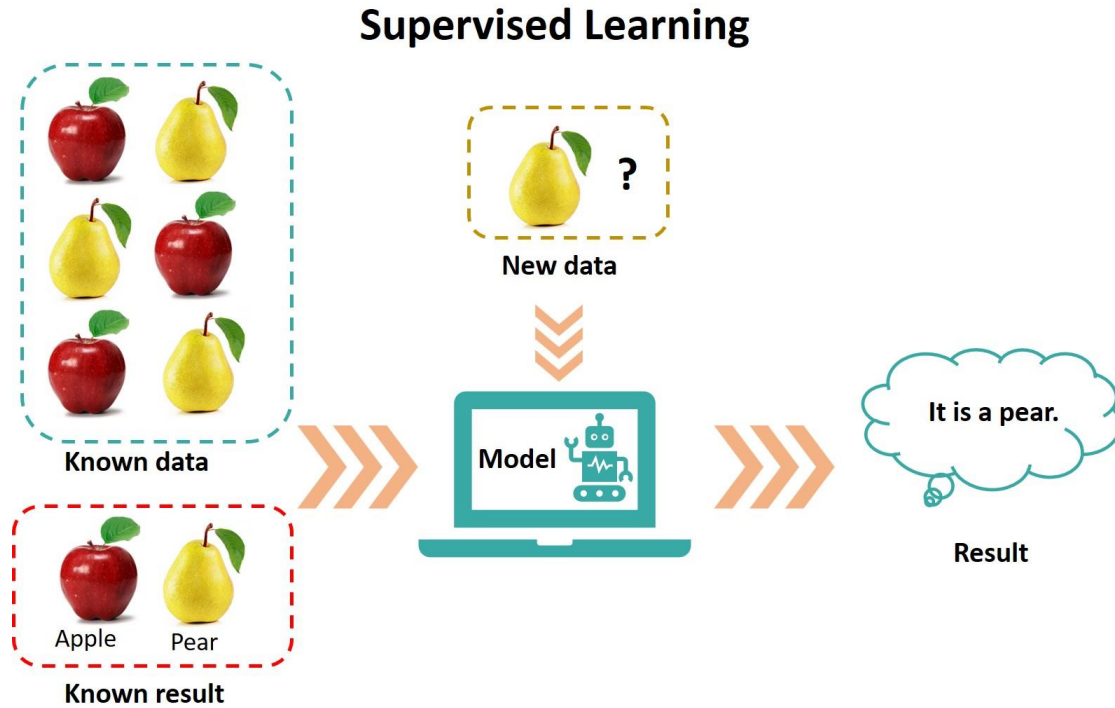 Supervised Learning
?
New data
Known data
Model
It is a pear.
Result
Apple Pear
Known result